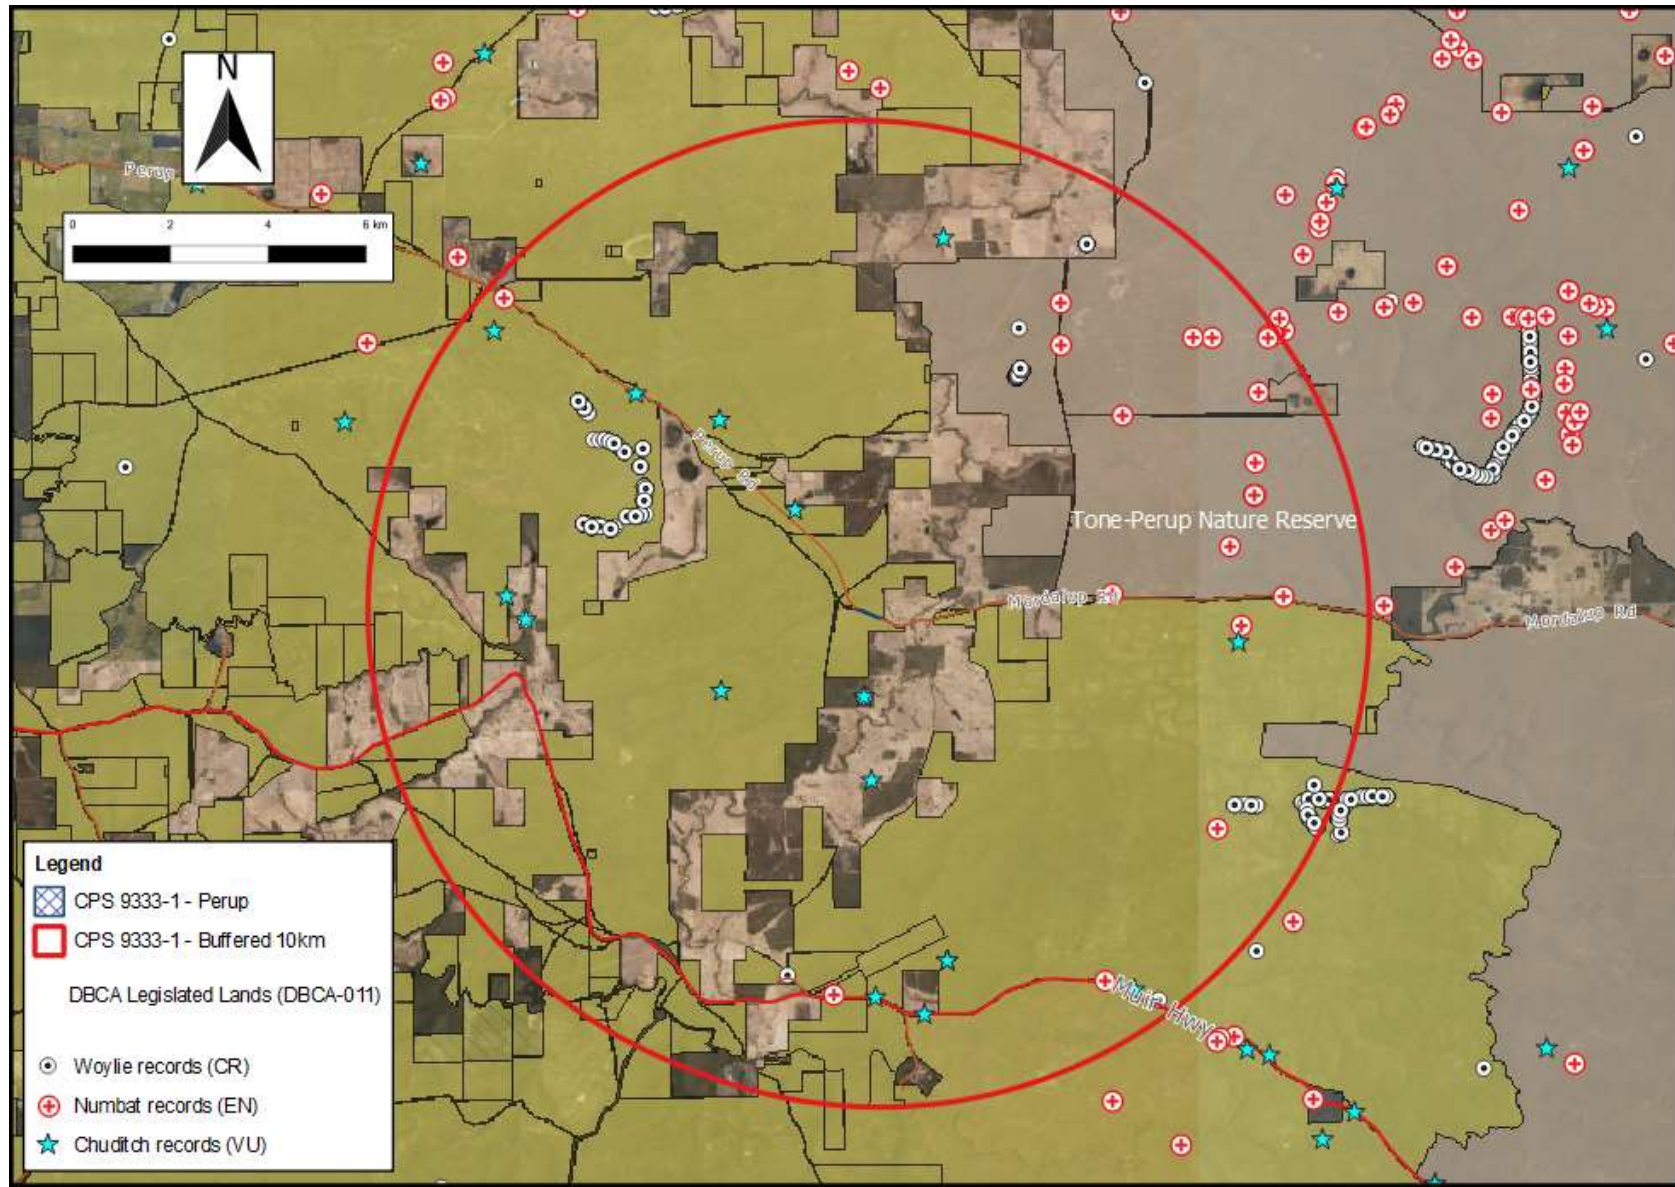 N
Perup
0 2 4 6 km
Perup Rd
Tone-Perup Nature Reserve
Mordalup Rd
Mordalup Rd
Muir Hwy
Legend
CPS 9333-1 - Perup
CPS 9333-1 - Buffered 10km
DBCA Legislated Lands (DBCA-011)
Woylie records (CR)
Numbat records (EN)
Chuditch records (VU)